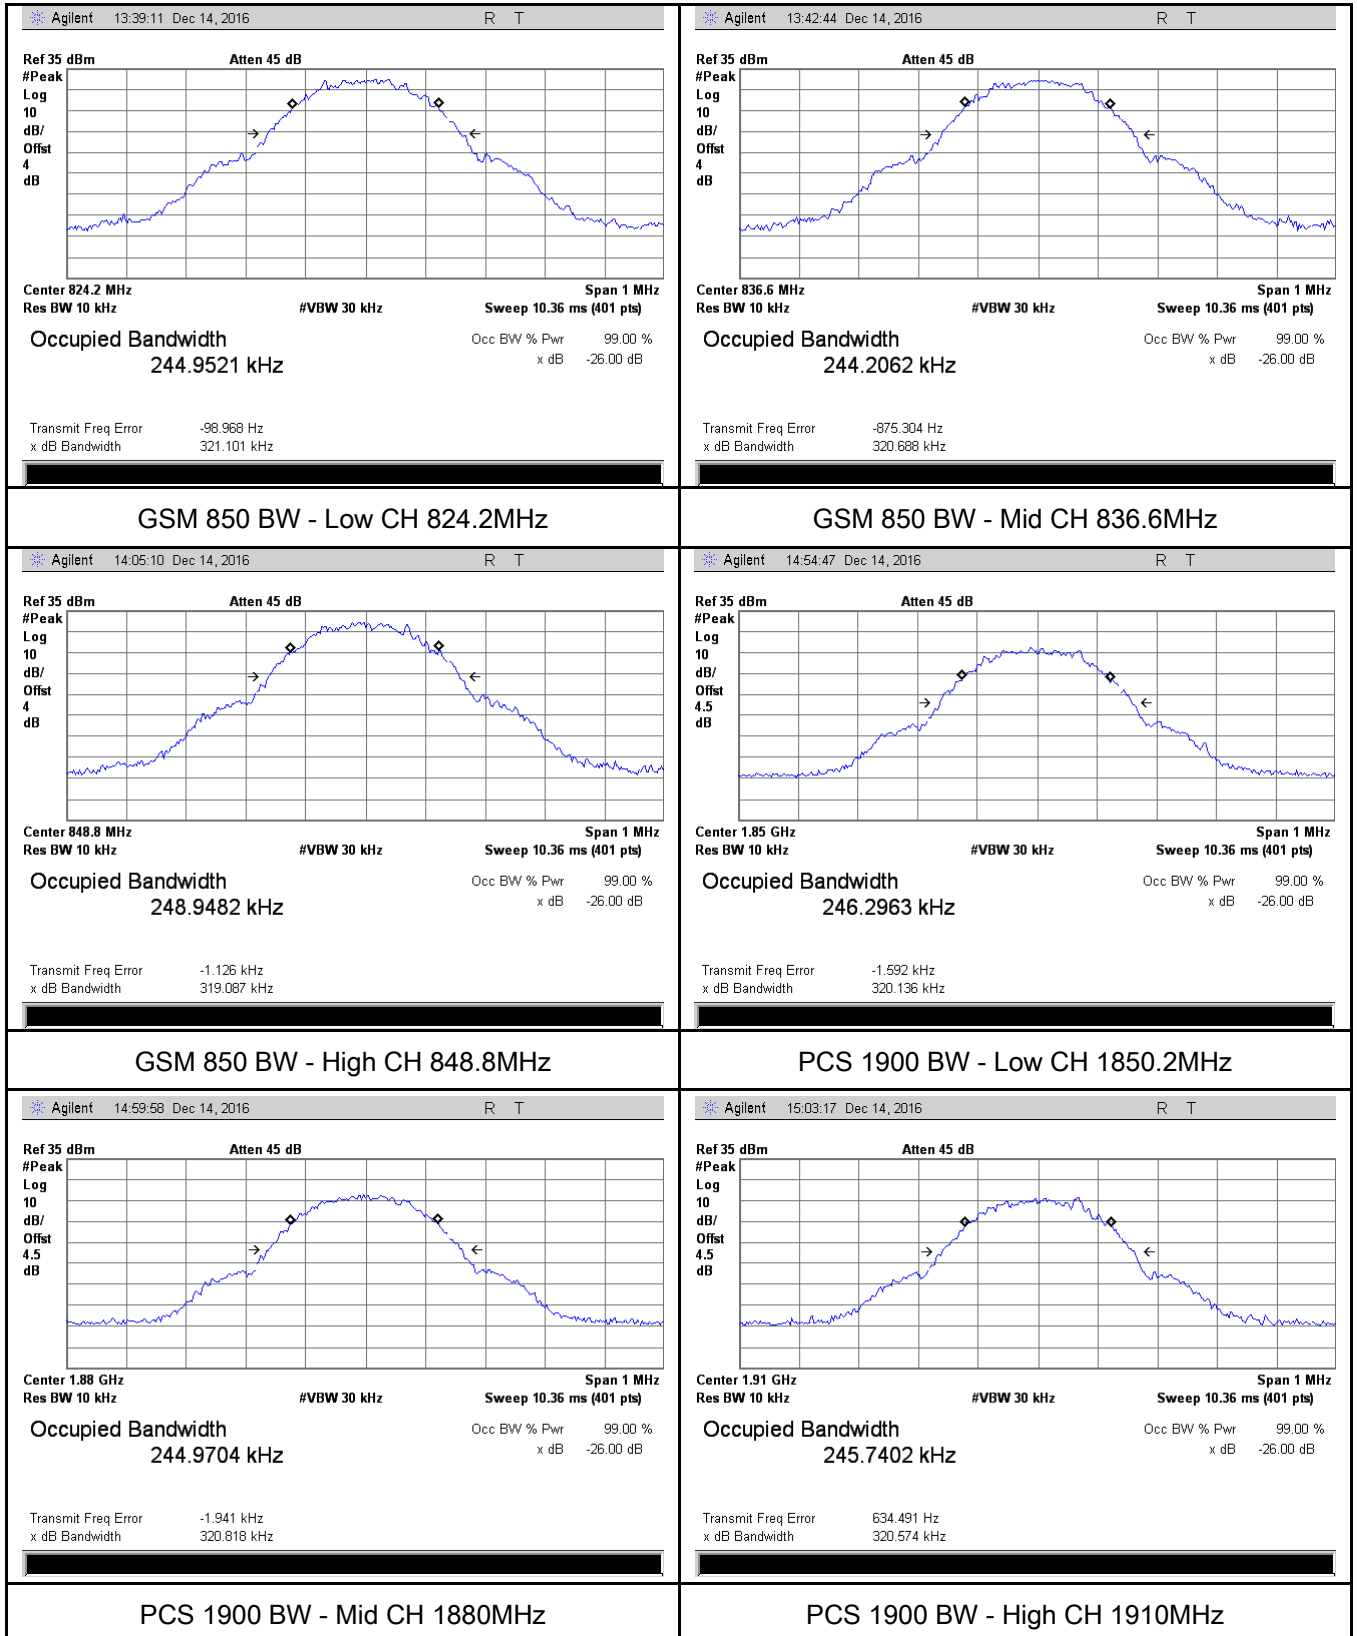 Agilent 13:39:11 Dec 14, 2016 R T
Ref 35 dBm Atten 45 dB
#Peak
Log
10
dB/
Offst
4
dB
Center 824.2 MHz Span 1 MHz
Res BW 10 kHz #VBW 30 kHz Sweep 10.36 ms (401 pts)
Occupied Bandwidth Occ BW % Pwr 99.00 %
244.9521 kHz x dB -26.00 dB
Transmit Freq Error -98.968 Hz
x dB Bandwidth 321.101 kHz
GSM 850 BW - Low CH 824.2MHz
Agilent 13:42:44 Dec 14, 2016 R T
Ref 35 dBm Atten 45 dB
#Peak
Log
10
dB/
Offst
4
dB
Center 836.6 MHz Span 1 MHz
Res BW 10 kHz #VBW 30 kHz Sweep 10.36 ms (401 pts)
Occupied Bandwidth Occ BW % Pwr 99.00 %
244.2062 kHz x dB -26.00 dB
Transmit Freq Error -875.304 Hz
x dB Bandwidth 320.688 kHz
GSM 850 BW - Mid CH 836.6MHz
Agilent 14:05:10 Dec 14, 2016 R T
Ref 35 dBm Atten 45 dB
#Peak
Log
10
dB/
Offst
4
dB
Center 848.8 MHz Span 1 MHz
Res BW 10 kHz #VBW 30 kHz Sweep 10.36 ms (401 pts)
Occupied Bandwidth Occ BW % Pwr 99.00 %
248.9482 kHz x dB -26.00 dB
Transmit Freq Error -1.126 kHz
x dB Bandwidth 319.087 kHz
GSM 850 BW - High CH 848.8MHz
Agilent 14:54:47 Dec 14, 2016 R T
Ref 35 dBm Atten 45 dB
#Peak
Log
10
dB/
Offst
4.5
dB
Center 1.85 GHz Span 1 MHz
Res BW 10 kHz #VBW 30 kHz Sweep 10.36 ms (401 pts)
Occupied Bandwidth Occ BW % Pwr 99.00 %
246.2963 kHz x dB -26.00 dB
Transmit Freq Error -1.592 kHz
x dB Bandwidth 320.136 kHz
PCS 1900 BW - Low CH 1850.2MHz
Agilent 14:59:58 Dec 14, 2016 R T
Ref 35 dBm Atten 45 dB
#Peak
Log
10
dB/
Offst
4.5
dB
Center 1.88 GHz Span 1 MHz
Res BW 10 kHz #VBW 30 kHz Sweep 10.36 ms (401 pts)
Occupied Bandwidth Occ BW % Pwr 99.00 %
244.9704 kHz x dB -26.00 dB
Transmit Freq Error -1.941 kHz
x dB Bandwidth 320.818 kHz
PCS 1900 BW - Mid CH 1880MHz
Agilent 15:03:17 Dec 14, 2016 R T
Ref 35 dBm Atten 45 dB
#Peak
Log
10
dB/
Offst
4.5
dB
Center 1.91 GHz Span 1 MHz
Res BW 10 kHz #VBW 30 kHz Sweep 10.36 ms (401 pts)
Occupied Bandwidth Occ BW % Pwr 99.00 %
245.7402 kHz x dB -26.00 dB
Transmit Freq Error 634.491 Hz
x dB Bandwidth 320.574 kHz
PCS 1900 BW - High CH 1910MHz